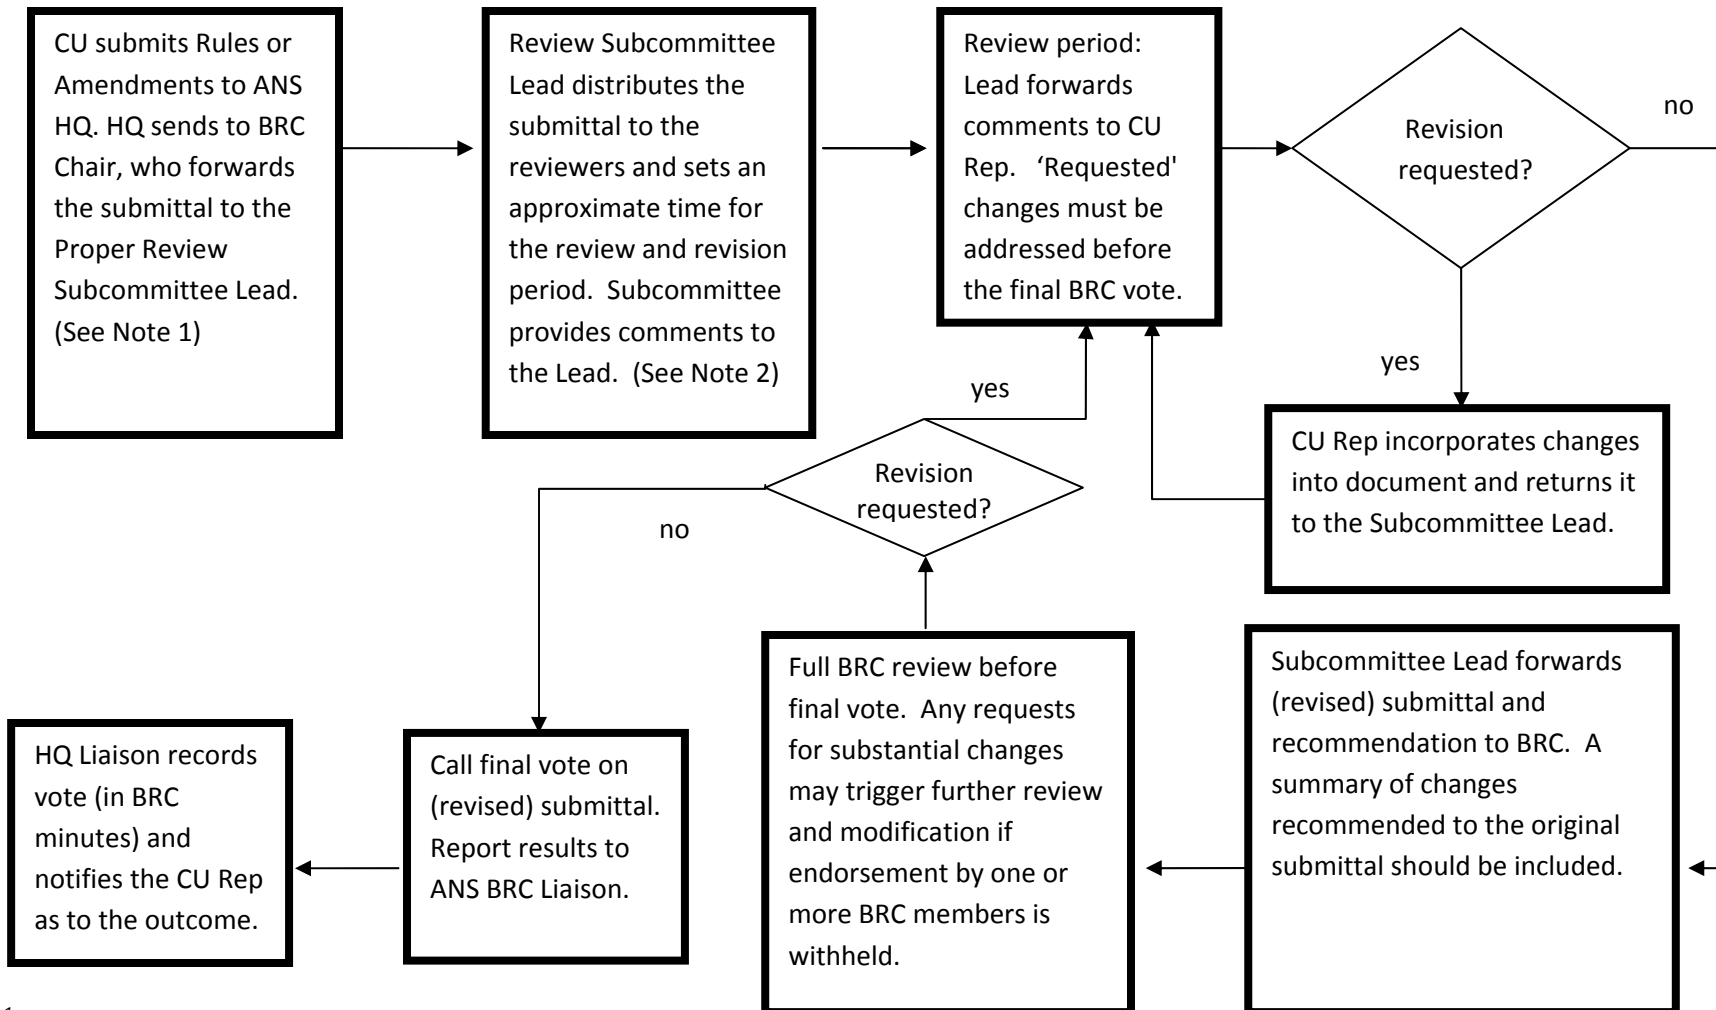 CU submits Rules or
Amendments to ANS
HQ. HQ sends to BRC
Chair, who forwards
the submittal to the
Proper Review
Subcommittee Lead.
(See Note 1)
Review Subcommittee
Lead distributes the
submittal to the
reviewers and sets an
approximate time for
the review and revision
period.  Subcommittee
provides comments to
the Lead.  (See Note 2)
Review period:
Lead forwards
comments to CU
Rep.   ‘Requested'
changes must be
addressed before
the final BRC vote.
Revision
requested?
no
yes
CU Rep incorporates changes
into document and returns it
to the Subcommittee Lead.
yes
Revision
requested?
no
Subcommittee Lead forwards
(revised) submittal and
recommendation to BRC.  A
summary of changes
recommended to the original
submittal should be included.
Full BRC review before
final vote.  Any requests
for substantial changes
may trigger further review
and modification if
endorsement by one or
more BRC members is
withheld.
Call final vote on
(revised) submittal.
Report results to
ANS BRC Liaison.
HQ Liaison records
vote (in BRC
minutes) and
notifies the CU Rep
as to the outcome.